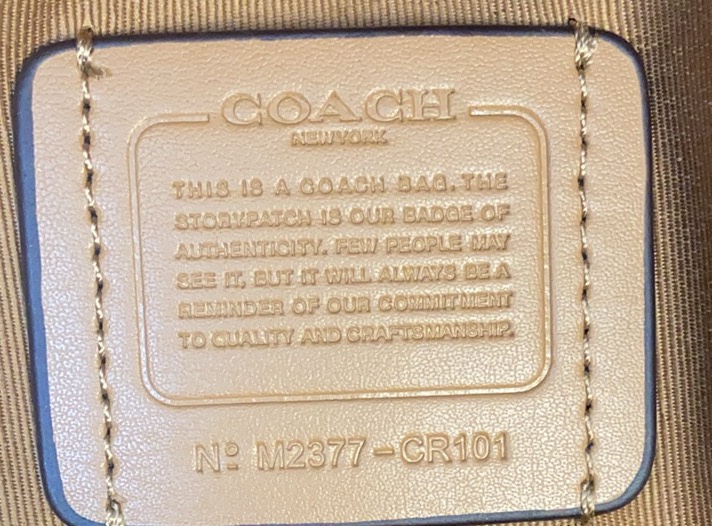 COACH
NEW YORK
THIS IS A COACH BAG. THE
STORYPATCH IS OUR BADGE OF
AUTHENTICITY. FEW PEOPLE MAY
SEE IT, BUT IT WILL ALWAYS BE A
REMINDER OF OUR COMMITMENT
TO QUALITY AND CRAFTSMANSHIP.
Nº M2377-CR101